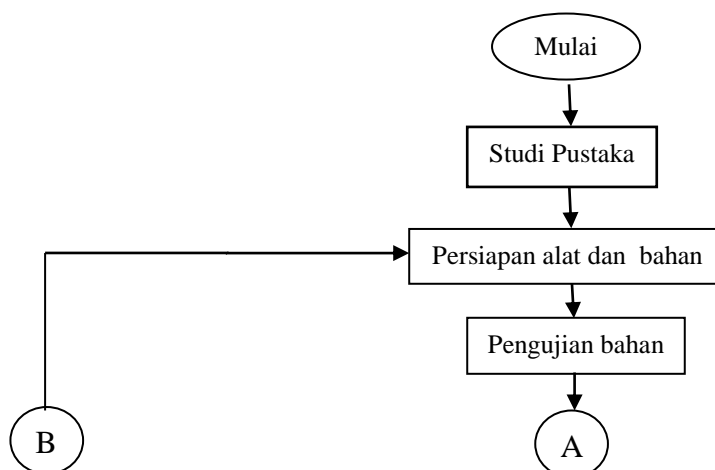 Mulai
Studi Pustaka
Persiapan alat dan bahan
Pengujian bahan
B
A